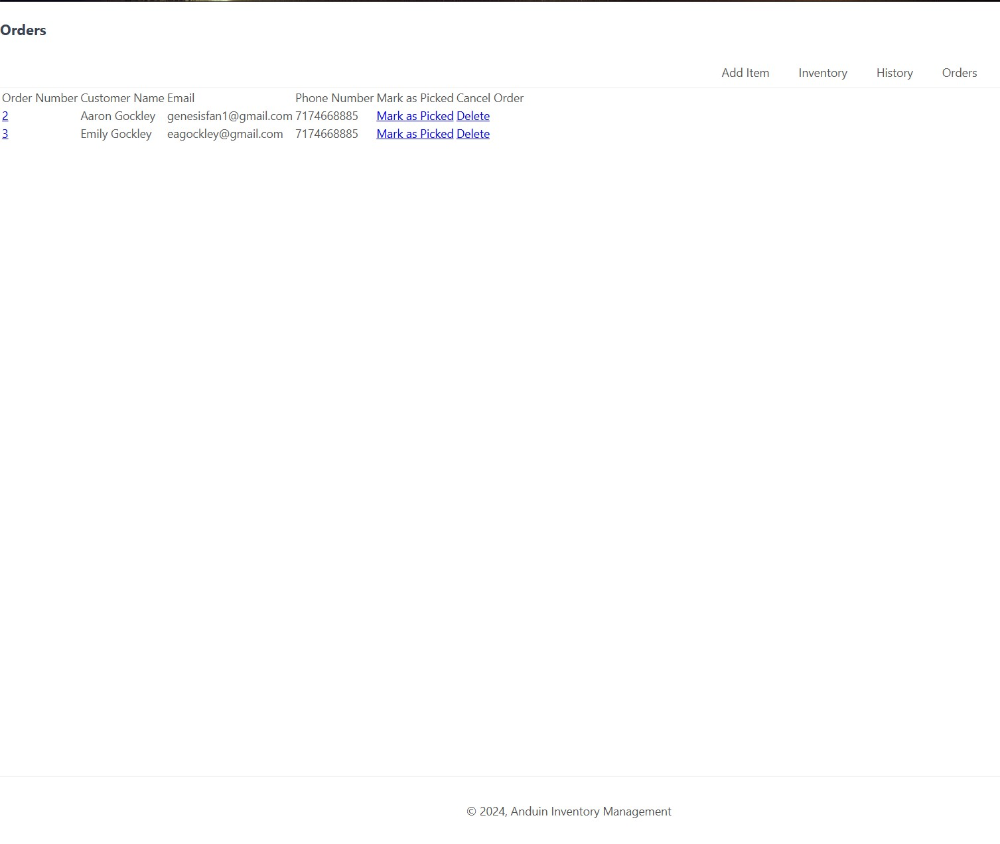 Orders
Add Item Inventory History Orders
Order Number Customer Name Email Phone Number Mark as Picked Cancel Order
2 Aaron Gockley genesisfan1@gmail.com 7174668885 Mark as Picked Delete
3 Emily Gockley eagockley@gmail.com 7174668885 Mark as Picked Delete
© 2024, Anduin Inventory Management